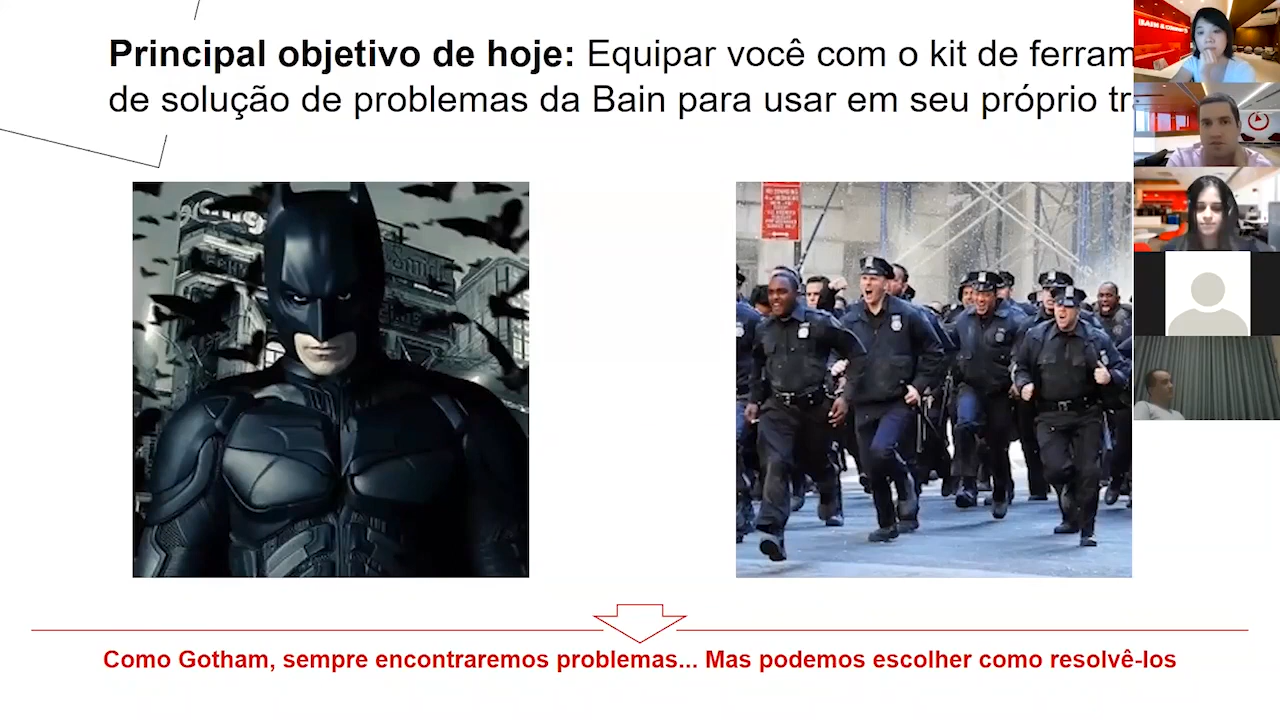 Principal objetivo de hoje: Equipar você com o kit de ferram
de solução de problemas da Bain para usar em seu próprio tra
Como Gotham, sempre encontraremos problemas... Mas podemos escolher como resolvê-los